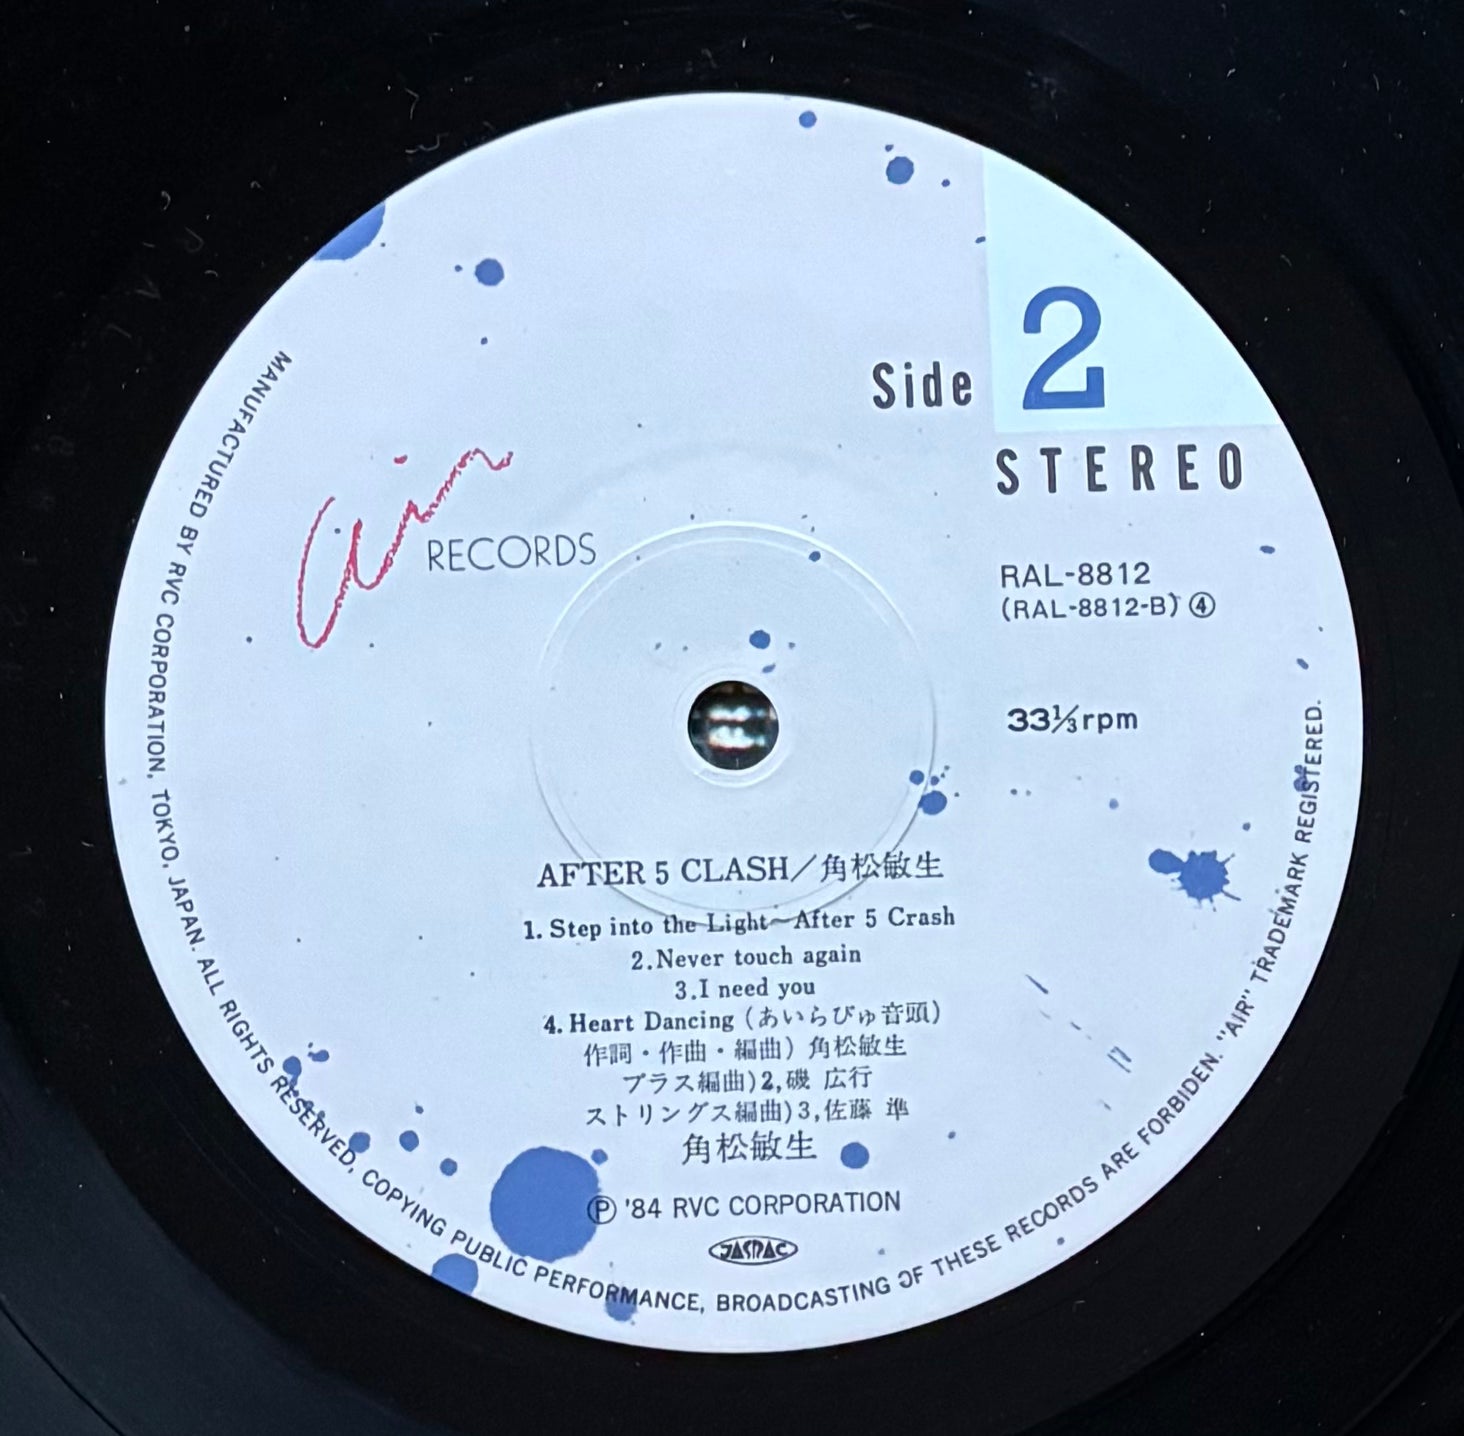 Side 2
STEREO
Air
RECORDS
RAL-8812
(RAL-8812-B) ④
33⅓rpm
AFTER 5 CLASH／角松敏生
1. Step into the Light~After 5 Crash
2.Never touch again
3.I need you
4. Heart Dancing (あいらびゅ音頭)
作詞・作曲・編曲) 角松敏生
ブラス編曲)2,磯 広行
ストリングス編曲)3,佐藤 準
角松敏生
Ⓟ '84 RVC CORPORATION
JASRAC
MANUFACTURED BY RVC CORPORATION, TOKYO, JAPAN. ALL RIGHTS RESERVED, COPYING PUBLIC PERFORMANCE, BROADCASTING OF THESE RECORDS ARE FORBIDEN. "AIR" TRADEMARK REGISTERED.